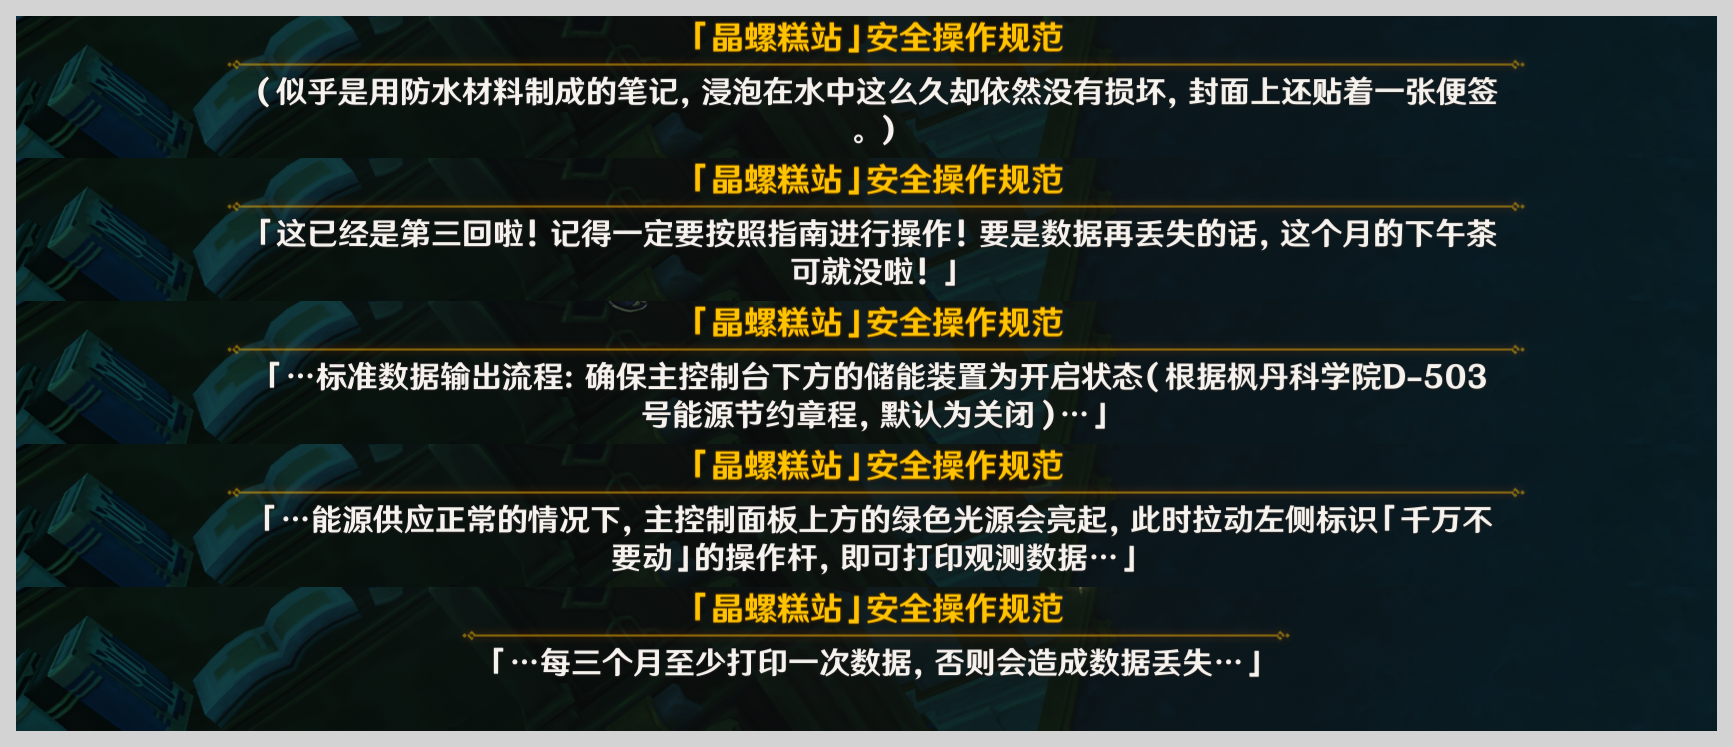 「晶螺糕站」安全操作规范
(似乎是用防水材料制成的笔记, 浸泡在水中这么久却依然没有损坏, 封面上还贴着一张便签
。)
「晶螺糕站」安全操作规范
「这已经是第三回啦! 记得一定要按照指南进行操作! 要是数据再丢失的话, 这个月的下午茶
可就没啦! 」
「晶螺糕站」安全操作规范
「…标准数据输出流程: 确保主控制台下方的储能装置为开启状态(根据枫丹科学院D-503
号能源节约章程, 默认为关闭)…」
「晶螺糕站」安全操作规范
「…能源供应正常的情况下, 主控制面板上方的绿色光源会亮起, 此时拉动左侧标识「千万不
要动」的操作杆, 即可打印观测数据…」
「晶螺糕站」安全操作规范
「…每三个月至少打印一次数据, 否则会造成数据丢失…」